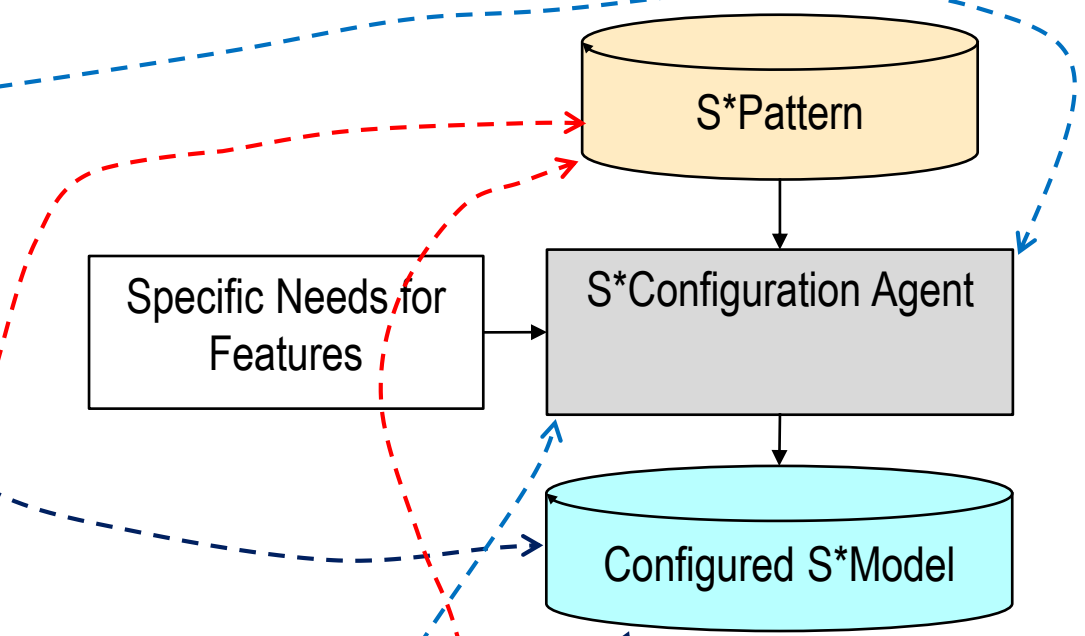 S*Pattern
Specific Needs for
Features
S*Configuration Agent
Configured S*Model